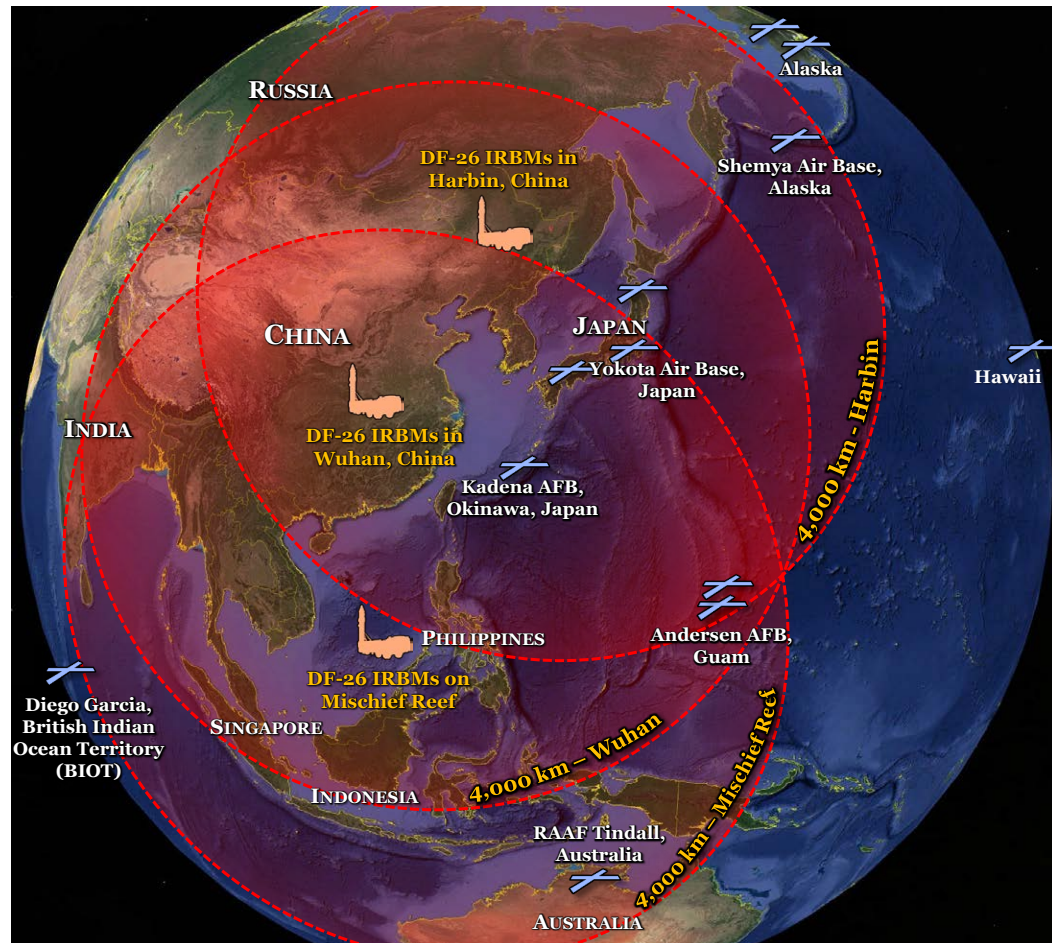 Alaska
RUSSIA
DF-26 IRBMs in
Harbin, China
Shemya Air Base,
Alaska
CHINA
JAPAN
Yokota Air Base,
Japan
4,000 km - Harbin
Hawaii
INDIA
DF-26 IRBMs in
Wuhan, China
Kadena AFB,
Okinawa, Japan
PHILIPPINES
Andersen AFB,
Guam
DF-26 IRBMs on
Mischief Reef
Diego Garcia,
British Indian
Ocean Territory
(BIOT)
SINGAPORE
4,000 km – Wuhan
4,000 km – Mischief Reef
INDONESIA
RAAF Tindall,
Australia
AUSTRALIA